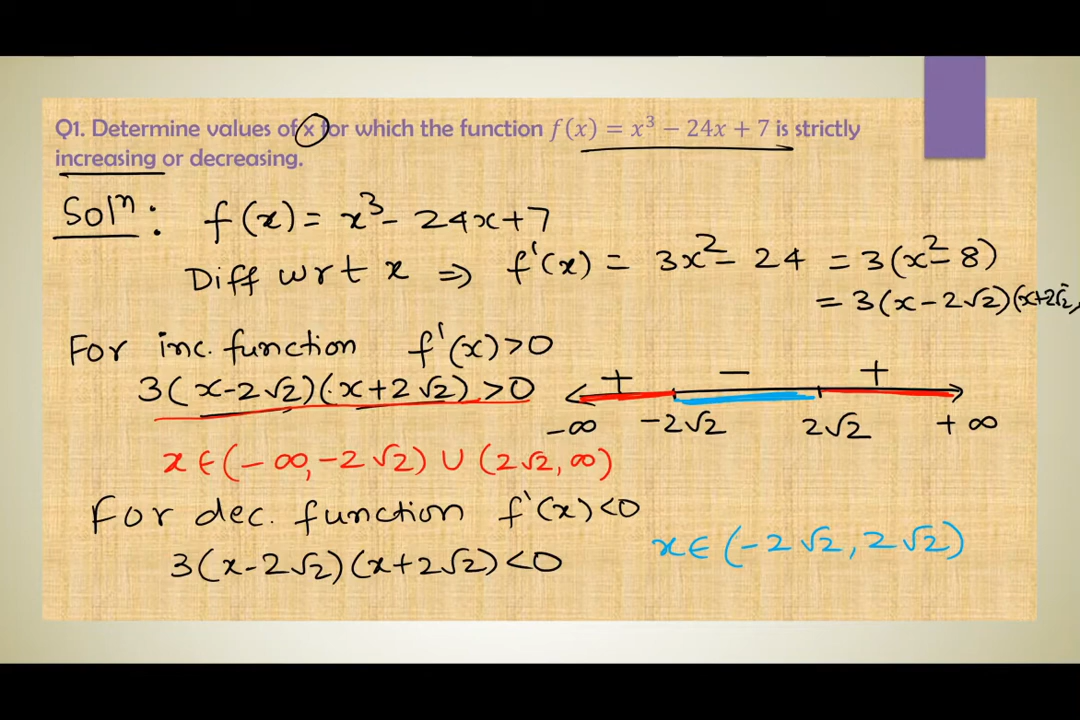 Q1. Determine values of x for which the function f(x) = x³ − 24x + 7 is strictly
increasing or decreasing.
Solⁿ: f(x) = x³ − 24x + 7
Diff wrt x ⇒ f'(x) = 3x² − 24 = 3(x² − 8)
= 3(x − 2√2)(x+2√2)
For inc. function f'(x) > 0
3(x − 2√2)(x + 2√2) > 0
+ − +
−∞ −2√2 2√2 +∞
x ∈ (−∞, −2√2) ∪ (2√2, ∞)
For dec. function f'(x) < 0
3(x − 2√2)(x + 2√2) < 0
x ∈ (−2√2, 2√2)